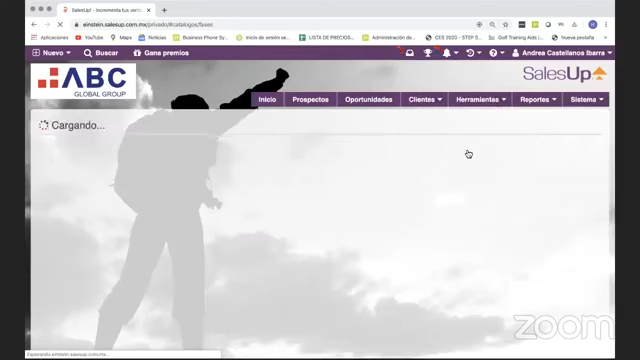 SalesUp! - Incrementa tus vent
einstein.salesup.com.mx/privado/#catalogos/fases
Aplicaciones YouTube Maps Noticias Business Phone Inicio de sesión se... LISTA DE PRECIOS... Administración de... CES 2020 - STEP S... Golf Training Aids I... Nueva pestaña
Nuevo Buscar Gana premios Andrea Castellanos Ibarra
ABC
GLOBAL GROUP
SalesUp
Inicio Prospectos Oportunidades Clientes Herramientas Reportes Sistema
Cargando...
zoom